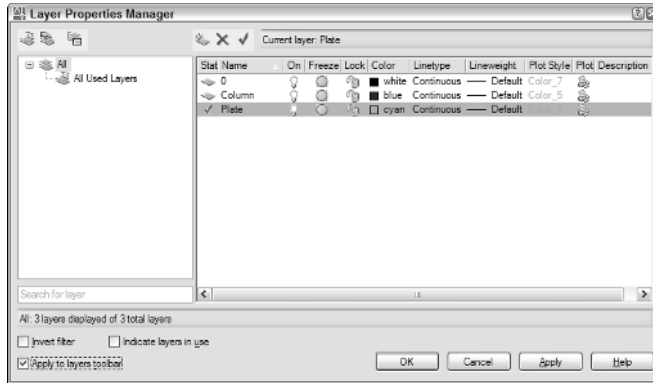 Layer Properties Manager
Current layer: Plate
All
All Used Layers
Stat Name On Freeze Lock Color Linetype Lineweight Plot Style Plot Description
0 white Continuous Default Color_7
Column blue Continuous Default Color_5
Plate cyan Continuous Default
Search for layer
All: 3 layers displayed of 3 total layers
Invert filter
Indicate layers in use
Apply to layers toolbar
OK
Cancel
Apply
Help